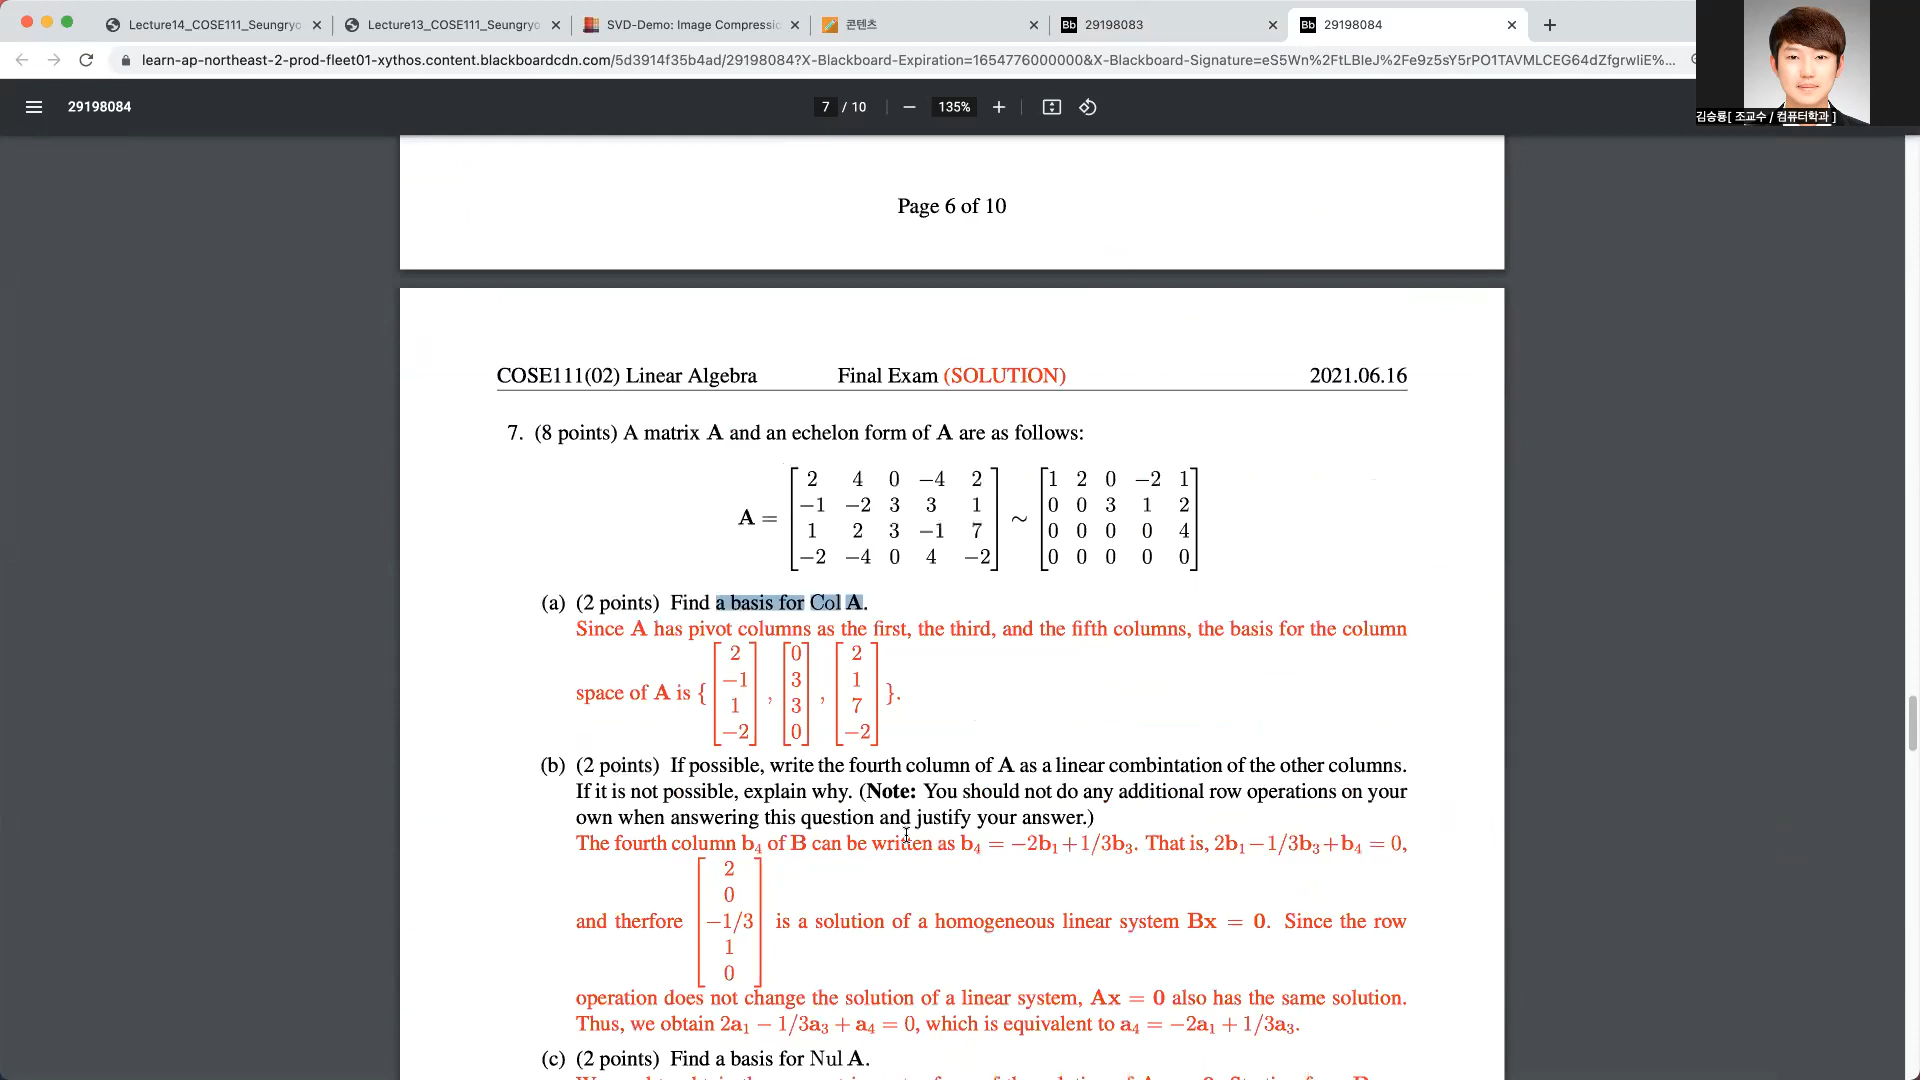 Lecture14_COSE111_Seungryo
Lecture13_COSE111_Seungryo
SVD-Demo: Image Compressio
콘텐츠
Bb 29198083
Bb 29198084
learn-ap-northeast-2-prod-fleet01-xythos.content.blackboardcdn.com/5d3914f35b4ad/29198084?X-Blackboard-Expiration=1654776000000&X-Blackboard-Signature=eS5Wn%2FtLBleJ%2Fe9z5sY5rPO1TAVMLCEG64dZfgrwliE%...
29198084
7 / 10
135%
김승룡[ 조교수 / 컴퓨터학과 ]
Page 6 of 10
COSE111(02) Linear Algebra Final Exam (SOLUTION) 2021.06.16
7. (8 points) A matrix A and an echelon form of A are as follows:
2 4 0 −4 2 1 2 0 −2 1
−1 −2 3 3 1 0 0 3 1 2
A = ∼
1 2 3 −1 7 0 0 0 0 4
−2 −4 0 4 −2 0 0 0 0 0
(a) (2 points) Find a basis for Col A.
Since A has pivot columns as the first, the third, and the fifth columns, the basis for the column
2 0 2
−1 3 1
space of A is { , , }.
1 3 7
−2 0 −2
(b) (2 points) If possible, write the fourth column of A as a linear combintation of the other columns.
If it is not possible, explain why. (Note: You should not do any additional row operations on your
own when answering this question and justify your answer.)
The fourth column b₄ of B can be written as b₄ = −2b₁+1/3b₃. That is, 2b₁−1/3b₃+b₄ = 0,
2
0
and therfore −1/3 is a solution of a homogeneous linear system Bx = 0. Since the row
1
0
operation does not change the solution of a linear system, Ax = 0 also has the same solution.
Thus, we obtain 2a₁ − 1/3a₃ + a₄ = 0, which is equivalent to a₄ = −2a₁ + 1/3a₃.
(c) (2 points) Find a basis for Nul A.